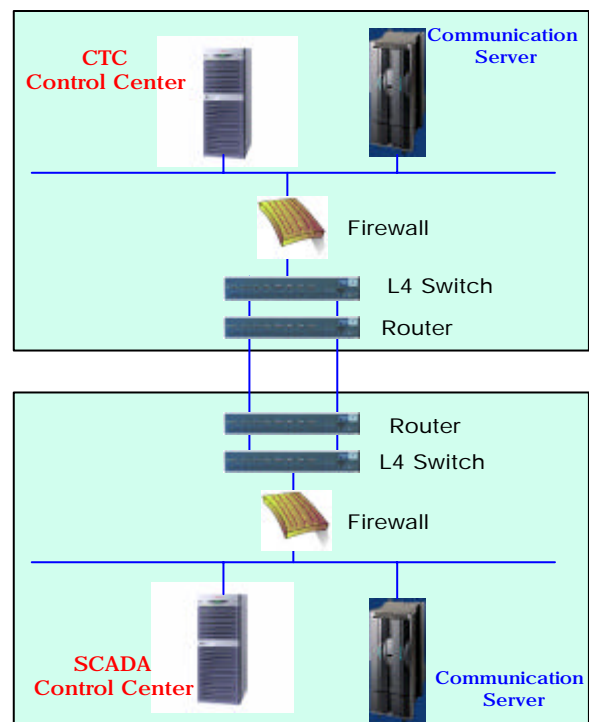 CTC
Control Center
Communication
Server
Firewall
L4 Switch
Router
Router
L4 Switch
Firewall
SCADA
Control Center
Communication
Server